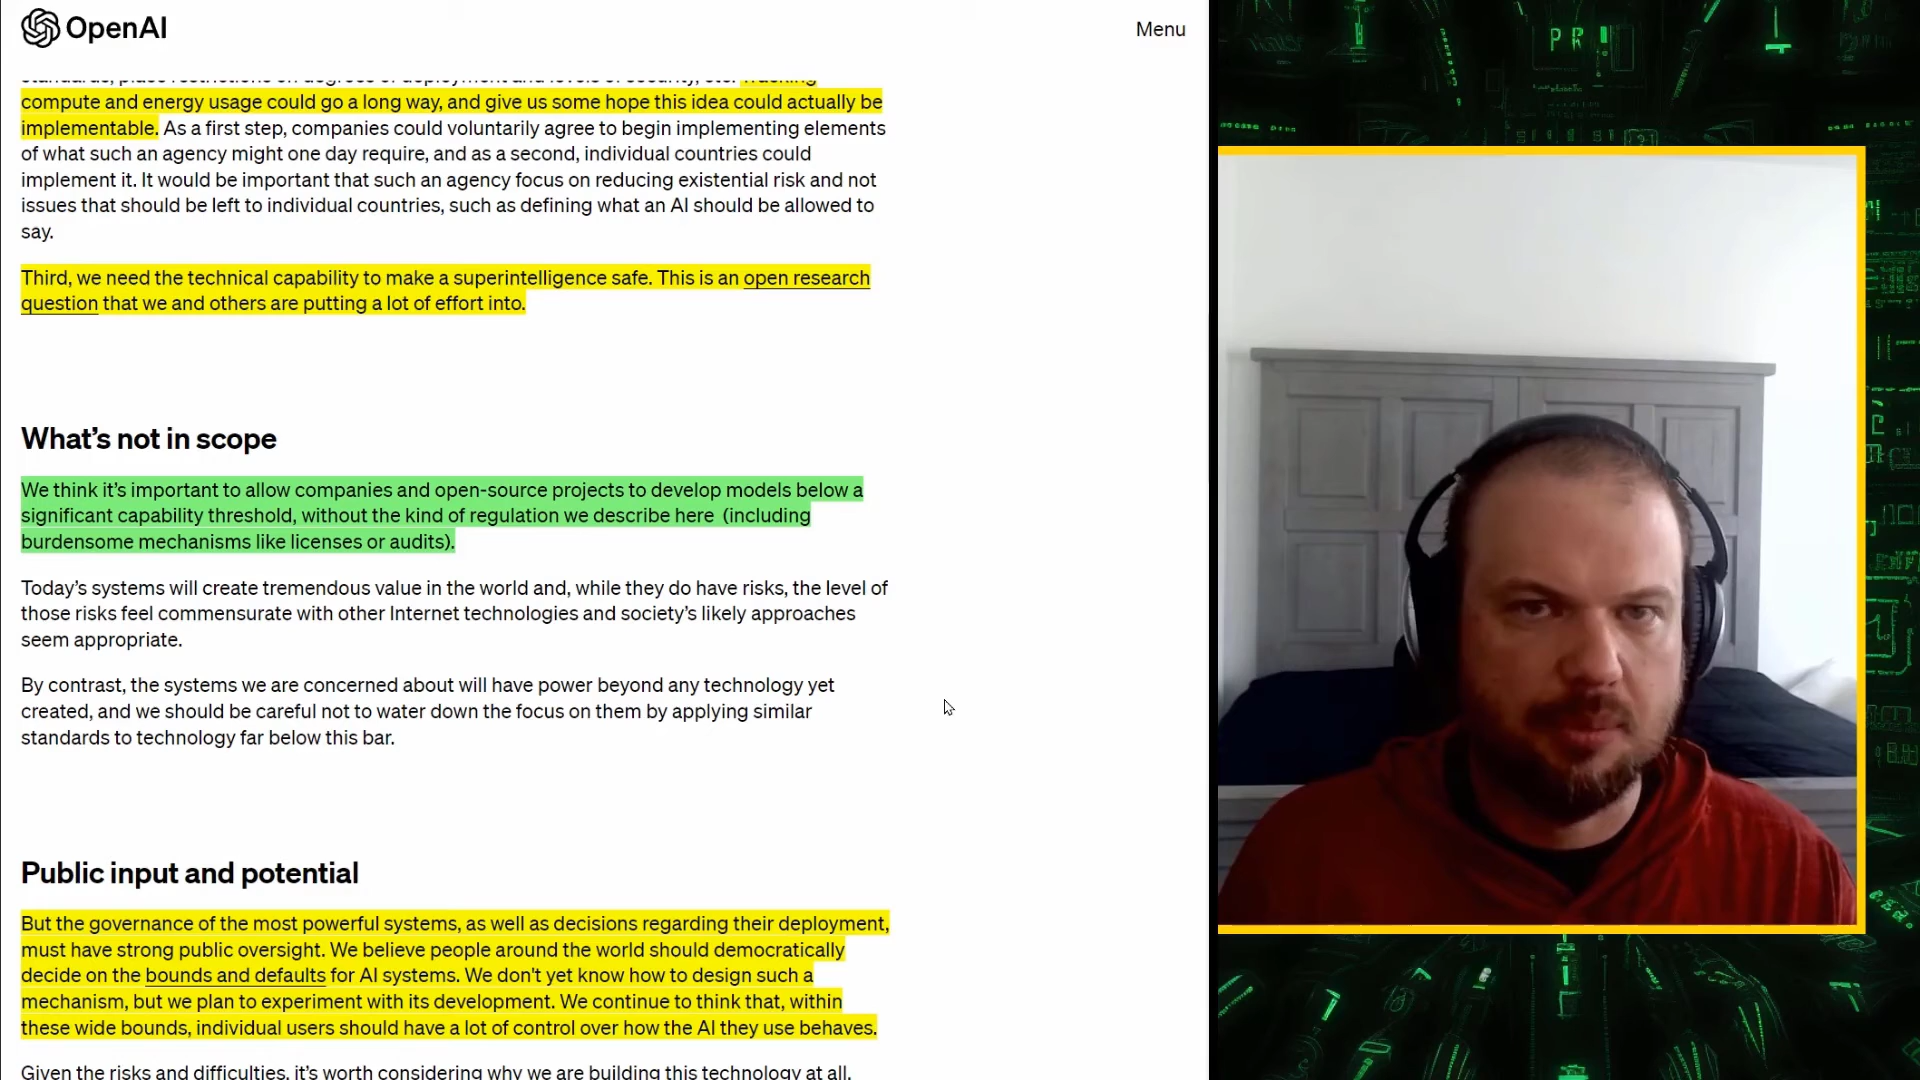 OpenAI
Menu
standards, place restrictions on degrees of deployment and levels of security, etc. Tracking
compute and energy usage could go a long way, and give us some hope this idea could actually be
implementable. As a first step, companies could voluntarily agree to begin implementing elements
of what such an agency might one day require, and as a second, individual countries could
implement it. It would be important that such an agency focus on reducing existential risk and not
issues that should be left to individual countries, such as defining what an AI should be allowed to
say.
Third, we need the technical capability to make a superintelligence safe. This is an open research
question that we and others are putting a lot of effort into.
What's not in scope
We think it's important to allow companies and open-source projects to develop models below a
significant capability threshold, without the kind of regulation we describe here (including
burdensome mechanisms like licenses or audits).
Today's systems will create tremendous value in the world and, while they do have risks, the level of
those risks feel commensurate with other Internet technologies and society's likely approaches
seem appropriate.
By contrast, the systems we are concerned about will have power beyond any technology yet
created, and we should be careful not to water down the focus on them by applying similar
standards to technology far below this bar.
Public input and potential
But the governance of the most powerful systems, as well as decisions regarding their deployment,
must have strong public oversight. We believe people around the world should democratically
decide on the bounds and defaults for AI systems. We don't yet know how to design such a
mechanism, but we plan to experiment with its development. We continue to think that, within
these wide bounds, individual users should have a lot of control over how the AI they use behaves.
Given the risks and difficulties, it's worth considering why we are building this technology at all.